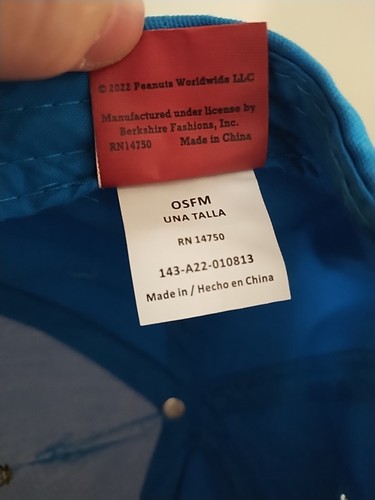 © 2022 Peanuts Worldwide LLC
Manufactured under license by
Berkshire Fashions, Inc.
RN14750 Made in China
OSFM
UNA TALLA
RN 14750
143-A22-010813
Made in / Hecho en China